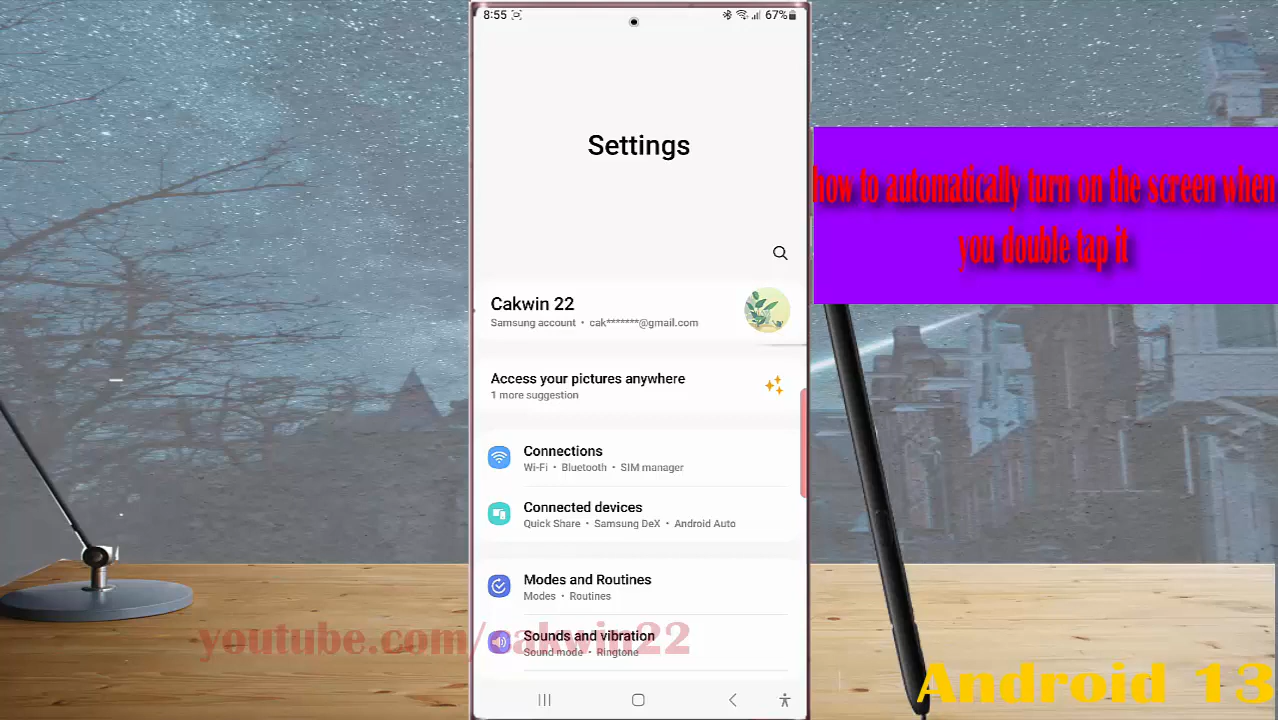 8:55
67%
Settings
how to automatically turn on the screen when
you double tap it
Cakwin 22
Samsung account • cak*******@gmail.com
Access your pictures anywhere
1 more suggestion
Connections
Wi-Fi • Bluetooth • SIM manager
Connected devices
Quick Share • Samsung DeX • Android Auto
Modes and Routines
Modes • Routines
Sounds and vibration
Sound mode • Ringtone
youtube.com/cakwin22
Android 13